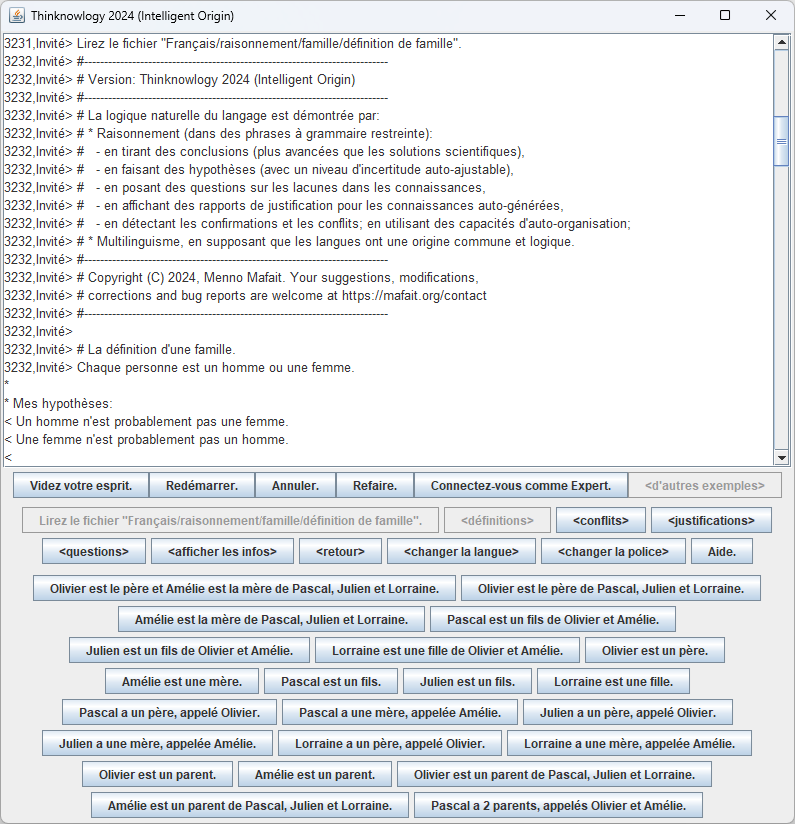 Thinknowlogy 2024 (Intelligent Origin)
3231,Invité> Lirez le fichier "Français/raisonnement/famille/définition de famille".
3232,Invité> #----------------------------------------------------------------------------
3232,Invité> # Version: Thinknowlogy 2024 (Intelligent Origin)
3232,Invité> #----------------------------------------------------------------------------
3232,Invité> # La logique naturelle du langage est démontrée par:
3232,Invité> # * Raisonnement (dans des phrases à grammaire restreinte):
3232,Invité> #   - en tirant des conclusions (plus avancées que les solutions scientifiques),
3232,Invité> #   - en faisant des hypothèses (avec un niveau d'incertitude auto-ajustable),
3232,Invité> #   - en posant des questions sur les lacunes dans les connaissances,
3232,Invité> #   - en affichant des rapports de justification pour les connaissances auto-générées,
3232,Invité> #   - en détectant les confirmations et les conflits; en utilisant des capacités d'auto-organisation;
3232,Invité> # * Multilinguisme, en supposant que les langues ont une origine commune et logique.
3232,Invité> #----------------------------------------------------------------------------
3232,Invité> # Copyright (C) 2024, Menno Mafait. Your suggestions, modifications,
3232,Invité> # corrections and bug reports are welcome at https://mafait.org/contact
3232,Invité> #----------------------------------------------------------------------------
3232,Invité>
3232,Invité> # La définition d'une famille.
3232,Invité> Chaque personne est un homme ou une femme.
*
* Mes hypothèses:
< Un homme n'est probablement pas une femme.
< Une femme n'est probablement pas un homme.
<
Videz votre esprit. Redémarrer. Annuler. Refaire. Connectez-vous comme Expert. <d'autres exemples>
Lirez le fichier "Français/raisonnement/famille/définition de famille". <définitions> <conflits> <justifications>
<questions> <afficher les infos> <retour> <changer la langue> <changer la police> Aide.
Olivier est le père et Amélie est la mère de Pascal, Julien et Lorraine. Olivier est le père de Pascal, Julien et Lorraine.
Amélie est la mère de Pascal, Julien et Lorraine. Pascal est un fils de Olivier et Amélie.
Julien est un fils de Olivier et Amélie. Lorraine est une fille de Olivier et Amélie. Olivier est un père.
Amélie est une mère. Pascal est un fils. Julien est un fils. Lorraine est une fille.
Pascal a un père, appelé Olivier. Pascal a une mère, appelée Amélie. Julien a un père, appelé Olivier.
Julien a une mère, appelée Amélie. Lorraine a un père, appelé Olivier. Lorraine a une mère, appelée Amélie.
Olivier est un parent. Amélie est un parent. Olivier est un parent de Pascal, Julien et Lorraine.
Amélie est un parent de Pascal, Julien et Lorraine. Pascal a 2 parents, appelés Olivier et Amélie.